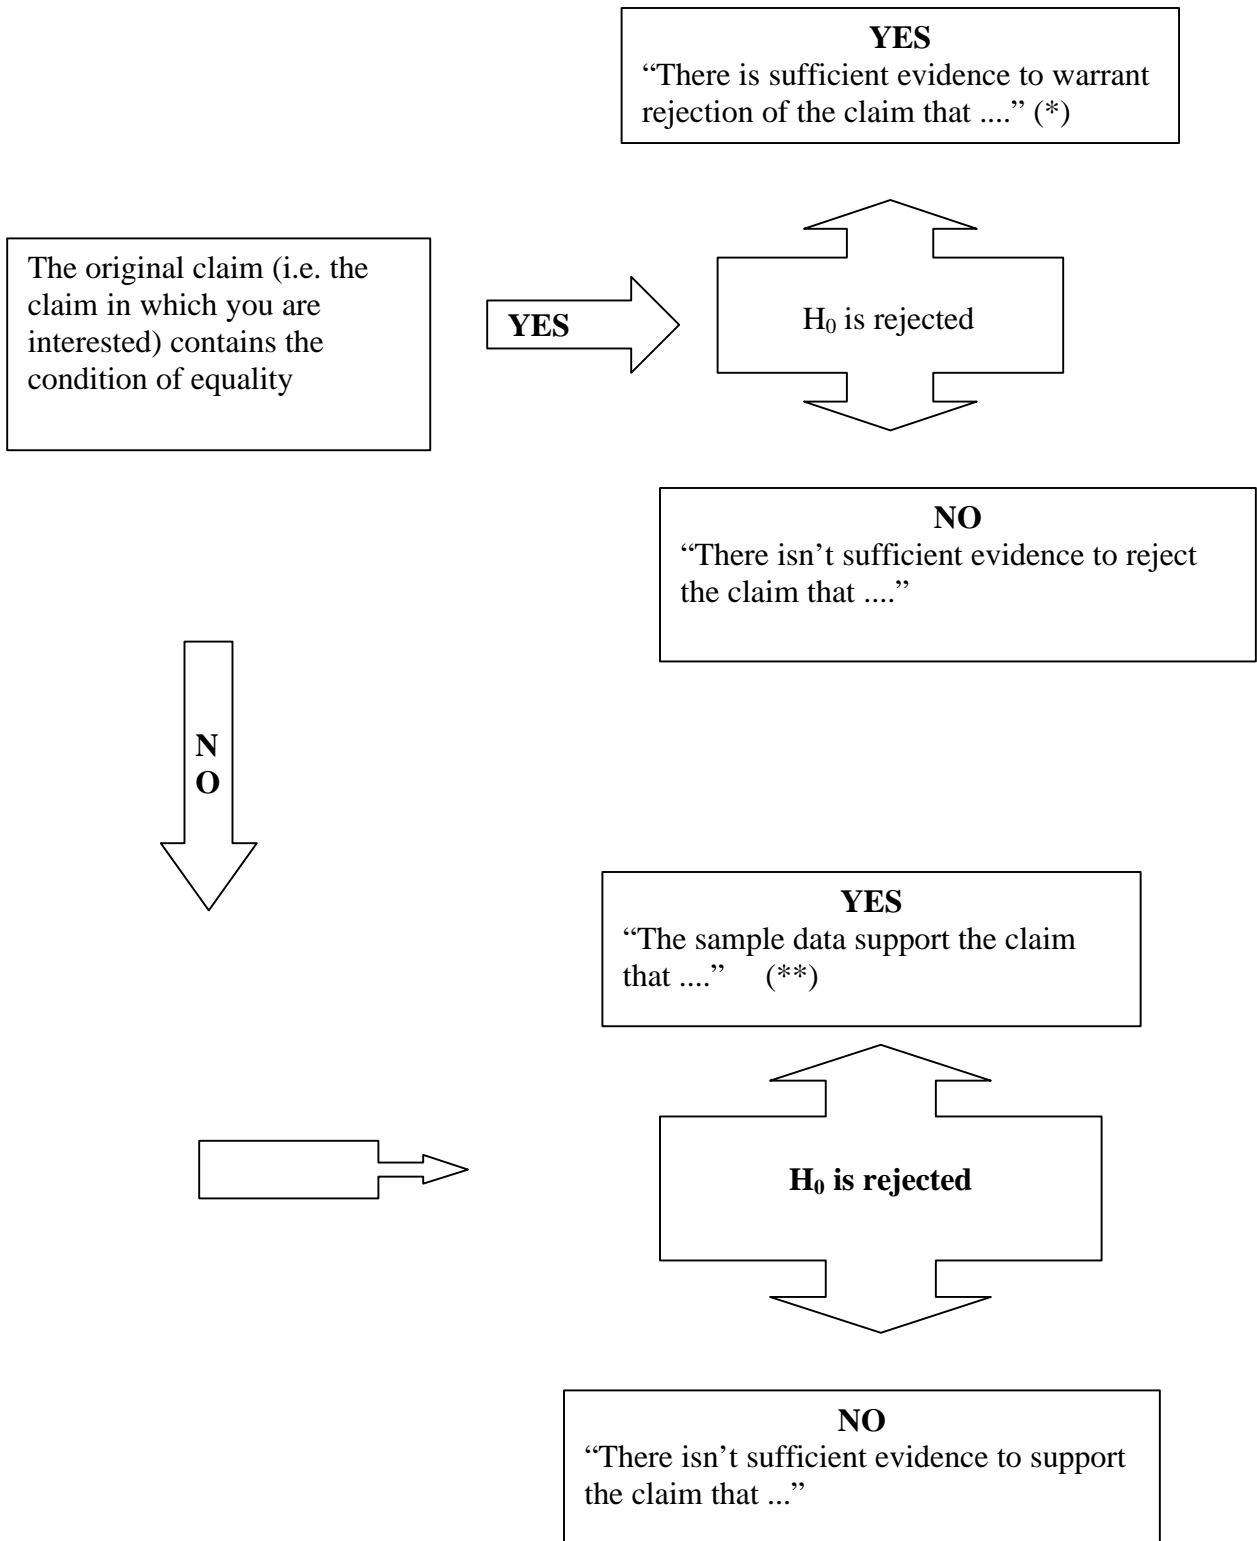 YES
“There is sufficient evidence to warrant
rejection of the claim that ....” (*)
The original claim (i.e. the
claim in which you are
interested) contains the
condition of equality
YES
H₀ is rejected
NO
“There isn’t sufficient evidence to reject
the claim that ....”
N
O
YES
“The sample data support the claim
that ....” (**)
H₀ is rejected
NO
“There isn’t sufficient evidence to support
the claim that ...”